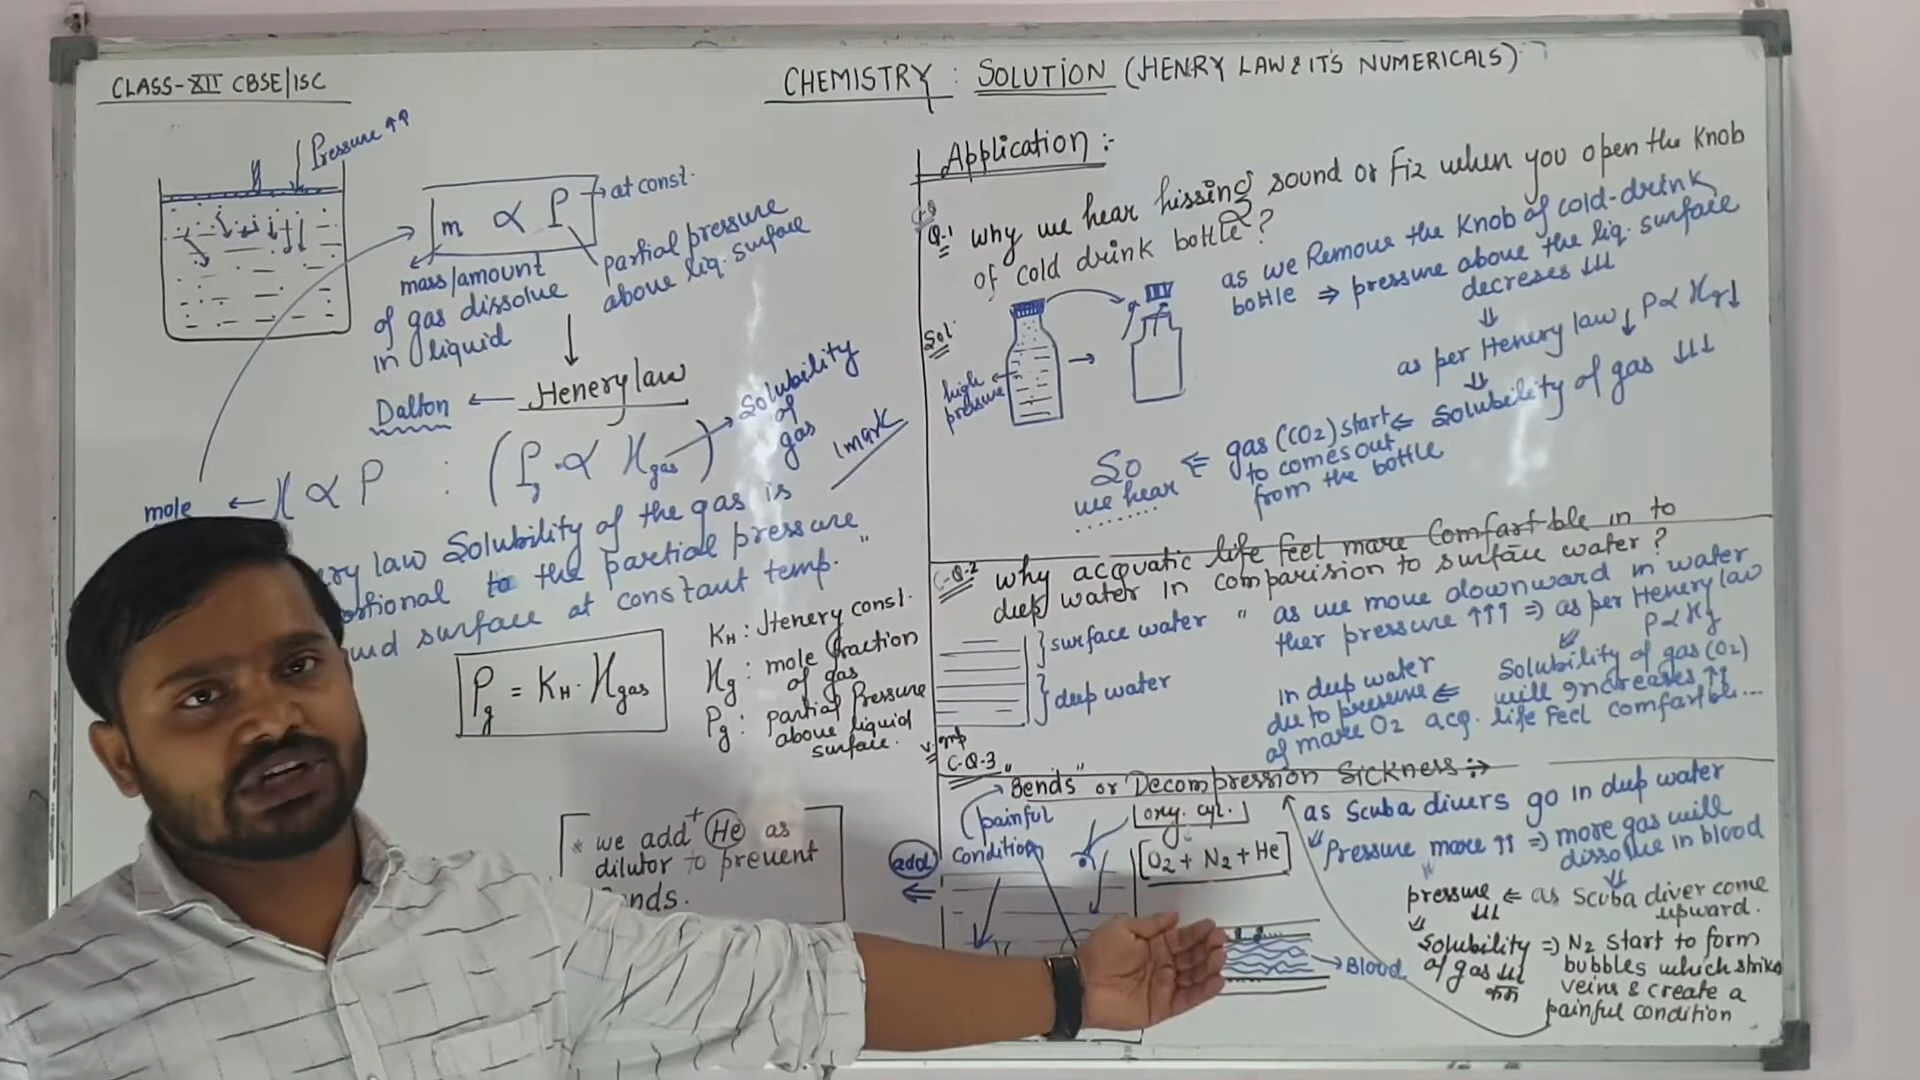 CLASS-XII CBSE/ISC
CHEMISTRY : SOLUTION (HENRY LAW & ITS NUMERICALS)
Pressure ↑↑
m ∝ P
at const.
mass/amount
of gas dissolve
in liquid
partial pressure
above liq. surface
Henery law
Dalton ←
Solubility
of
gas
1 mark
mole ← X ∝ P : (Pg ∝ Xgas)
ery law Solubility of the gas is
ortional to the partial pressure
uid surface at constant temp."
Pg = KH · Xgas
KH : Henery const.
Xg : mole fraction
of gas
Pg : partial Pressure
above liquid
surface.
* we add He as
dilutor to prevent
ends.
Application :-
Q-1 why we hear hissing sound or Fiz when you open the Knob
of cold drink bottle?
Sol.
high
pressure
as we Remove the Knob of cold-drink
bottle ⇒ pressure above the liq. surface
decreses ↓↓↓
⇓
as per Henery law, P ∝ Xg↓
⇓
Solubility of gas ↓↓↓
⇐ gas (CO2) start
to comes out
from the bottle
So ⇐
we hear .......
C-Q-2 why acquatic life feel more Comfartble in to
deep water in comparision to surface water?
surface water
deep water
" as we move downward in water
ther pressure ↑↑↑ ⇒ as per Henery law
P ∝ Xg
Solubility of gas (O2)
will increases ↑↑
in deep water
due to presence ⇐
of more O2 acq. life feel comfartble...
v. imp
C-Q-3 "Bends" or Decompression Sickness :→
painful
condition
oxy. cyl.
[O2 + N2 + He]
add
⇐
Blood
as Scuba divers go in deep water
Pressure more ↑↑ ⇒ more gas will
dissolve in blood
⇓
pressure ⇐ as Scuba diver come
↓↓↓ upward.
Solubility
of gas ↓↓↓
⇒ N2 start to form
bubbles which strike
veins & create a
painful condition